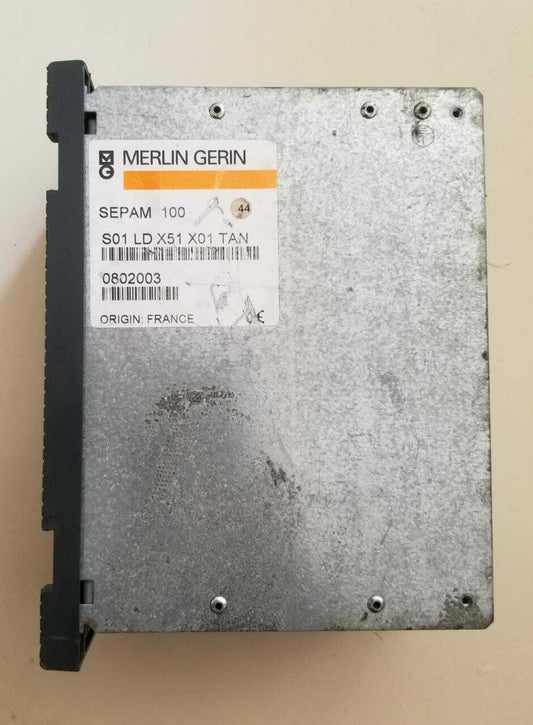 MERLIN GERIN
SEPAM 100
44
S01 LD X51 X01 TAN
0802003
ORIGIN: FRANCE
CE